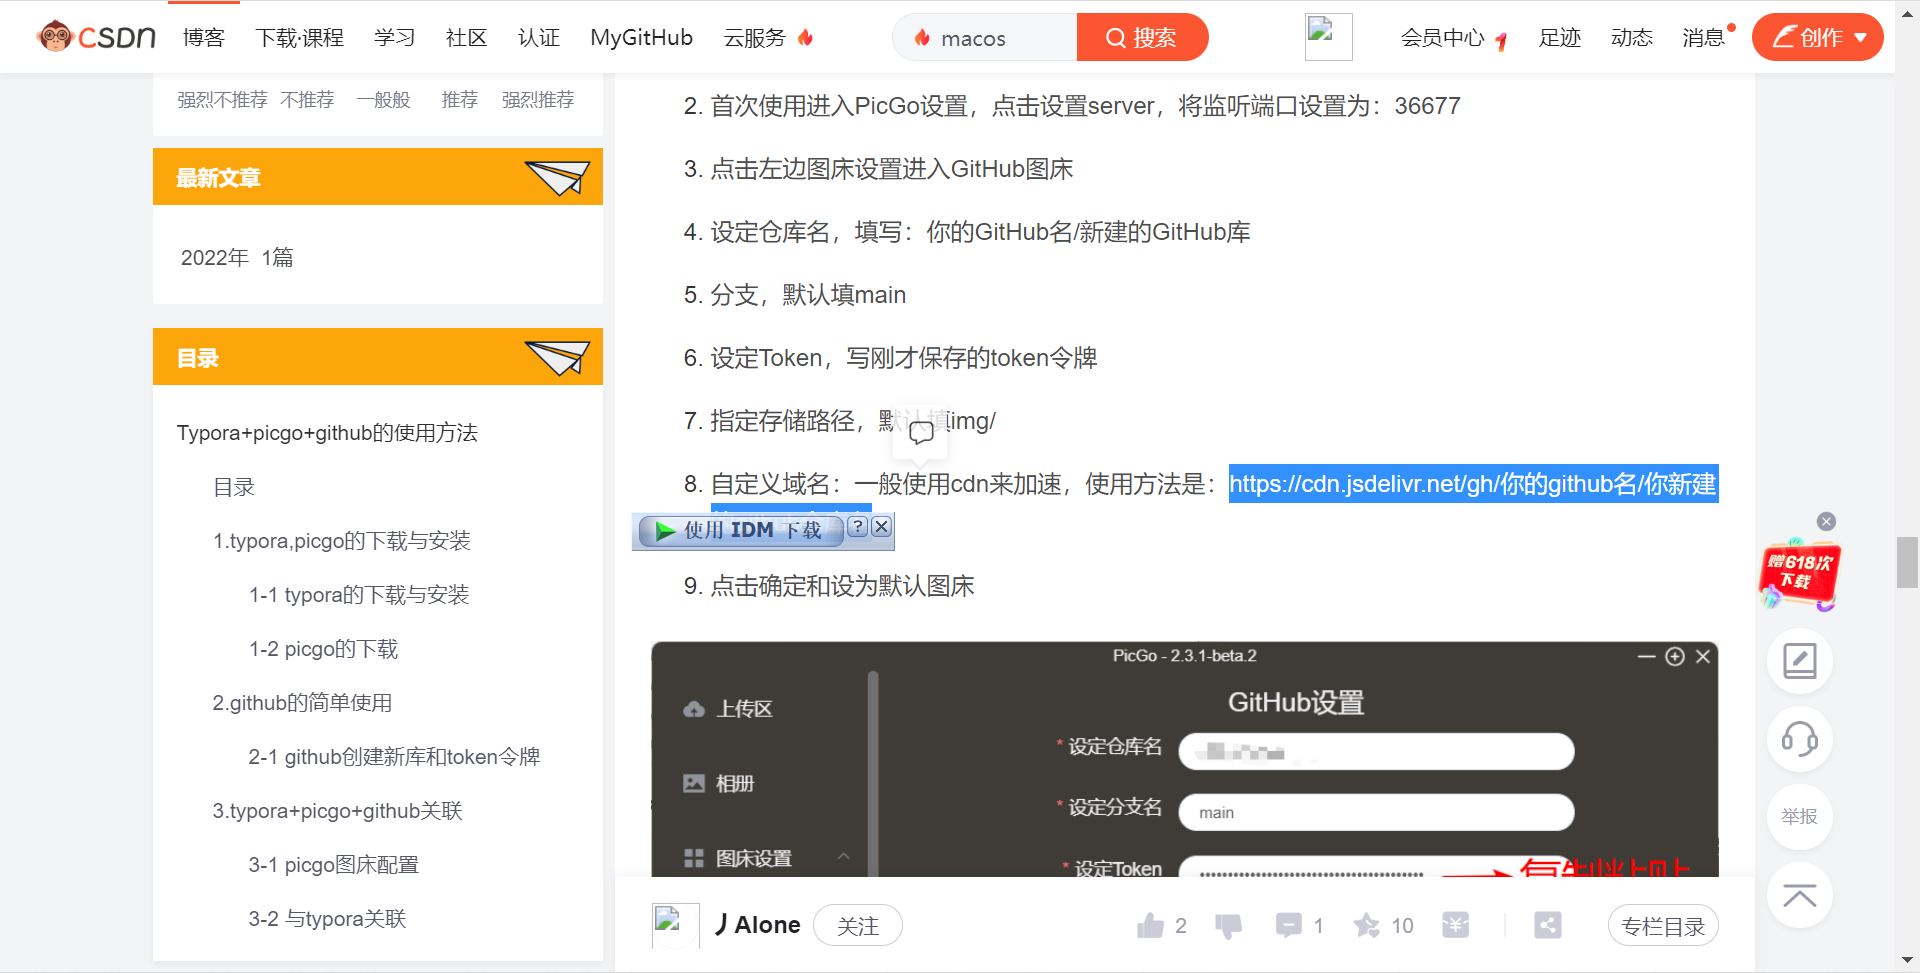 CSDN 博客 下载·课程 学习 社区 认证 MyGitHub 云服务 macos 搜索 会员中心 足迹 动态 消息 创作
强烈不推荐 不推荐 一般般 推荐 强烈推荐
最新文章
2022年 1篇
目录
Typora+picgo+github的使用方法
目录
1.typora,picgo的下载与安装
1-1 typora的下载与安装
1-2 picgo的下载
2.github的简单使用
2-1 github创建新库和token令牌
3.typora+picgo+github关联
3-1 picgo图床配置
3-2 与typora关联
2. 首次使用进入PicGo设置，点击设置server，将监听端口设置为：36677
3. 点击左边图床设置进入GitHub图床
4. 设定仓库名，填写：你的GitHub名/新建的GitHub库
5. 分支，默认填main
6. 设定Token，写刚才保存的token令牌
7. 指定存储路径，默认填img/
8. 自定义域名：一般使用cdn来加速，使用方法是：https://cdn.jsdelivr.net/gh/你的github名/你新建
使用 IDM 下载 ?
9. 点击确定和设为默认图床
PicGo - 2.3.1-beta.2
GitHub设置
上传区
* 设定仓库名
相册
* 设定分支名 main
图床设置
* 设定Token
赠618次
下载
举报
丿Alone 关注 2 1 10 专栏目录